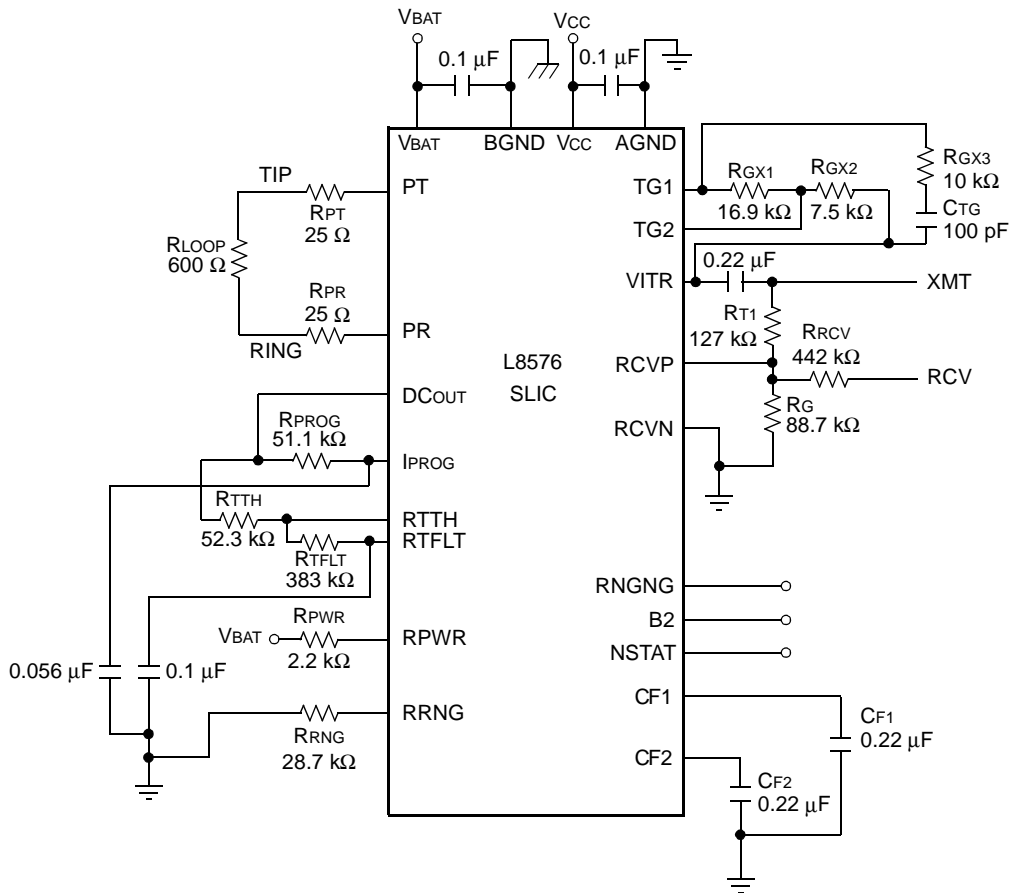 VBAT
VCC
0.1 µF
0.1 µF
VBAT
BGND
VCC
AGND
TIP
RPT
25 Ω
RLOOP
600 Ω
RPR
25 Ω
RING
PT
PR
DCOUT
RPROG
51.1 kΩ
IPROG
RTTH
52.3 kΩ
RTTH
RTFLT
RTFLT
383 kΩ
RPWR
VBAT
2.2 kΩ
RPWR
0.056 µF
0.1 µF
RRNG
RRNG
28.7 kΩ
L8576
SLIC
TG1
TG2
VITR
RCVP
RCVN
RGX1
16.9 kΩ
RGX2
7.5 kΩ
RGX3
10 kΩ
CTG
100 pF
0.22 µF
XMT
RT1
127 kΩ
RRCV
442 kΩ
RCV
RG
88.7 kΩ
RNGNG
B2
NSTAT
CF1
CF2
CF1
0.22 µF
CF2
0.22 µF